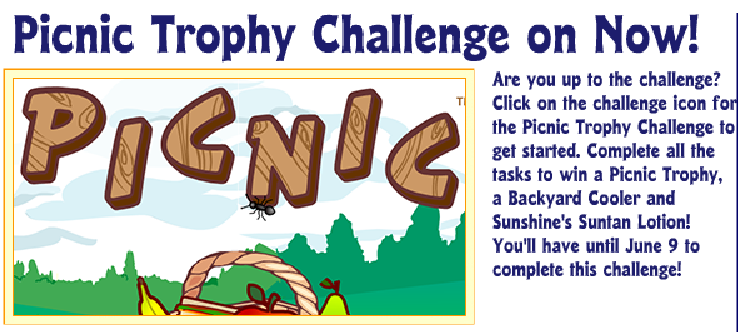 Picnic Trophy Challenge on Now!
PICNIC
TM
Are you up to the challenge?
Click on the challenge icon for
the Picnic Trophy Challenge to
get started. Complete all the
tasks to win a Picnic Trophy,
a Backyard Cooler and
Sunshine's Suntan Lotion!
You'll have until June 9 to
complete this challenge!